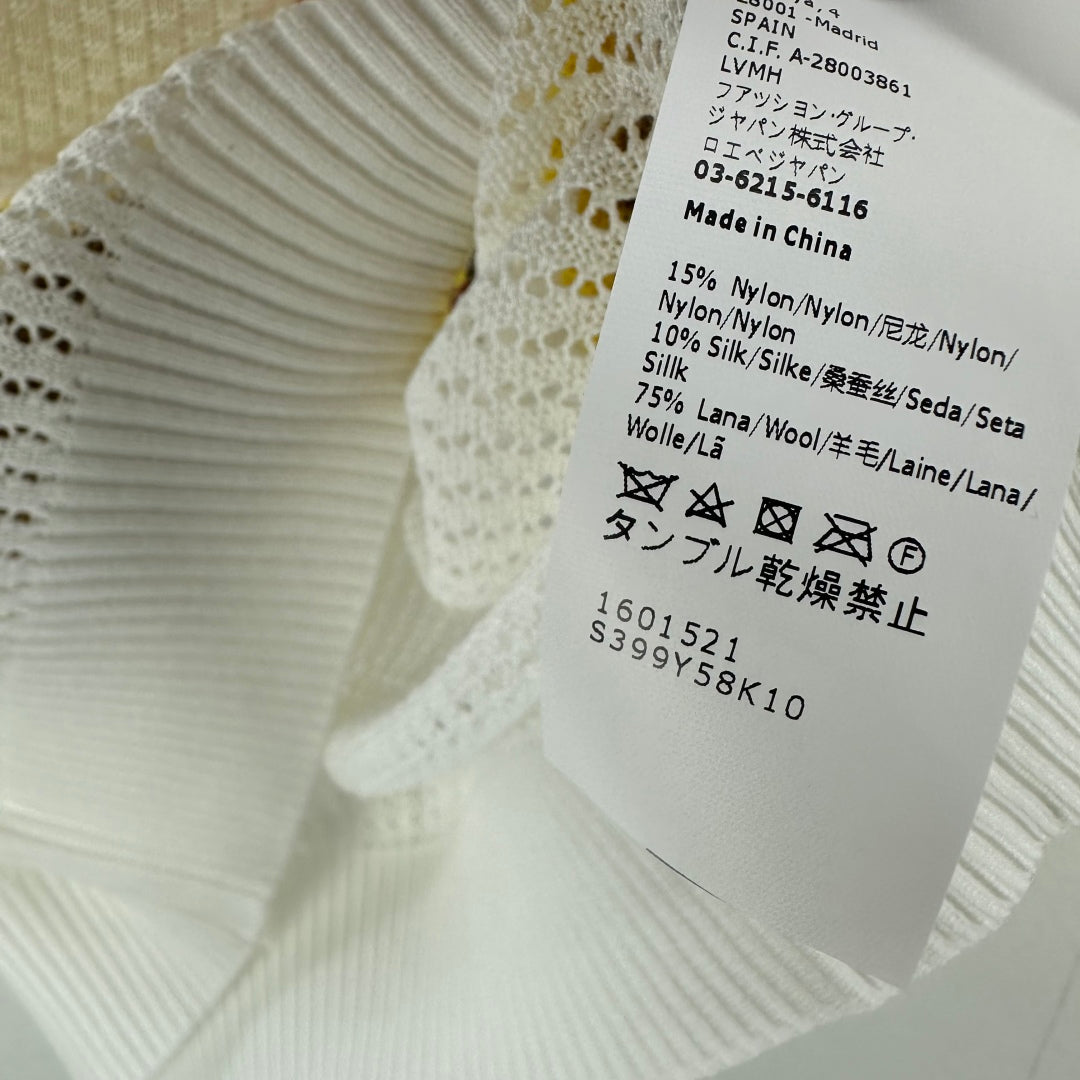 28001 -Madrid
SPAIN
C.I.F. A-28003861
LVMH
フアッション・グループ・
ジャパン株式会社
ロエベジャパン
03-6215-6116
Made in China
15% Nylon/Nylon/尼龙/Nylon/
Nylon/Nylon
10% Silk/Silke/桑蚕丝/Seda/Seta
Sillk
75% Lana/Wool/羊毛/Laine/Lana/
Wolle/Lã
F
タンブル乾燥禁止
1601521
S399Y58K10